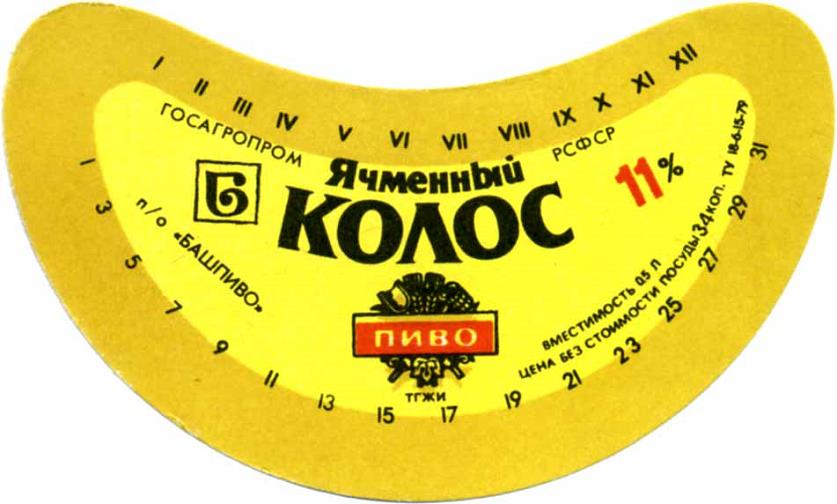 I II III IV V VI VII VIII IX X XI XII
ГОСАГРОПРОМ РСФСР
Б
Ячменный
КОЛОС
11%
п/о «БАШПИВО»
ПИВО
ТГЖИ
ВМЕСТИМОСТЬ 0,5 Л
ЦЕНА БЕЗ СТОИМОСТИ ПОСУДЫ 34 КОП. ТУ 18-6-15-79
1 3 5 7 9 11 13 15 17 19 21 23 25 27 29 31